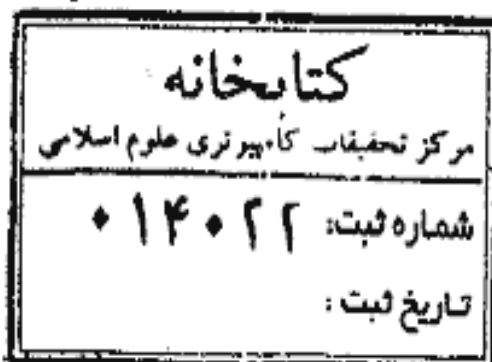 کتابخانه
مرکز تحقیقات کامپیوتری علوم اسلامی
شماره ثبت: ۰۱۴۰۲۲
تاریخ ثبت: